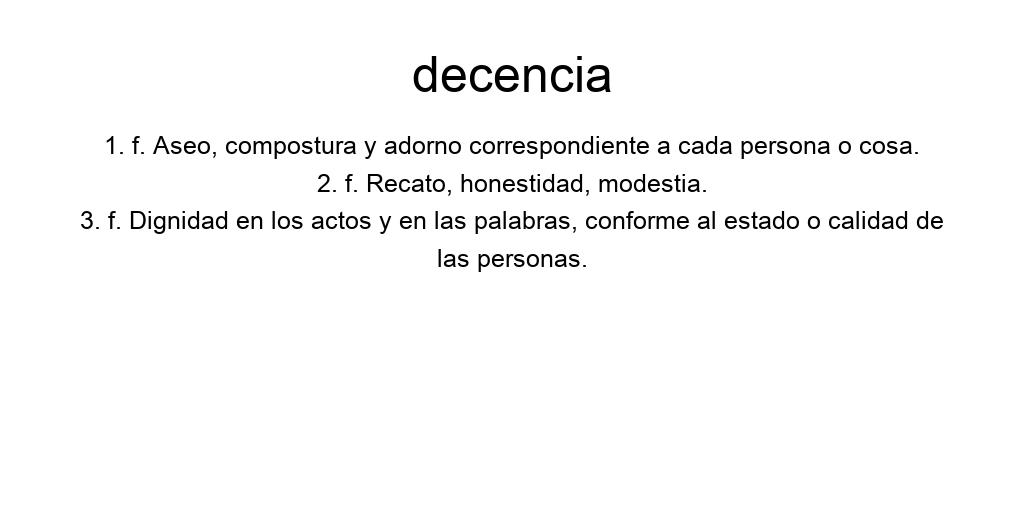 decencia
1. f. Aseo, compostura y adorno correspondiente a cada persona o cosa.
2. f. Recato, honestidad, modestia.
3. f. Dignidad en los actos y en las palabras, conforme al estado o calidad de
las personas.